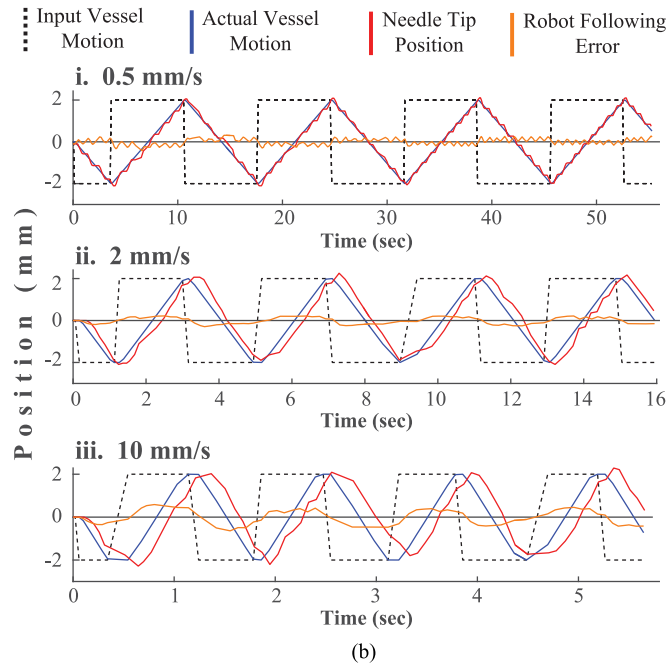 Input Vessel Motion
Actual Vessel Motion
Needle Tip Position
Robot Following Error
Position (mm)
i. 0.5 mm/s
2
0
-2
0 10 20 30 40 50
Time (sec)
ii. 2 mm/s
2
0
-2
0 2 4 6 8 10 11 13 14 16
Time (sec)
iii. 10 mm/s
2
0
-2
0 1 2 3 4 5
Time (sec)
(b)